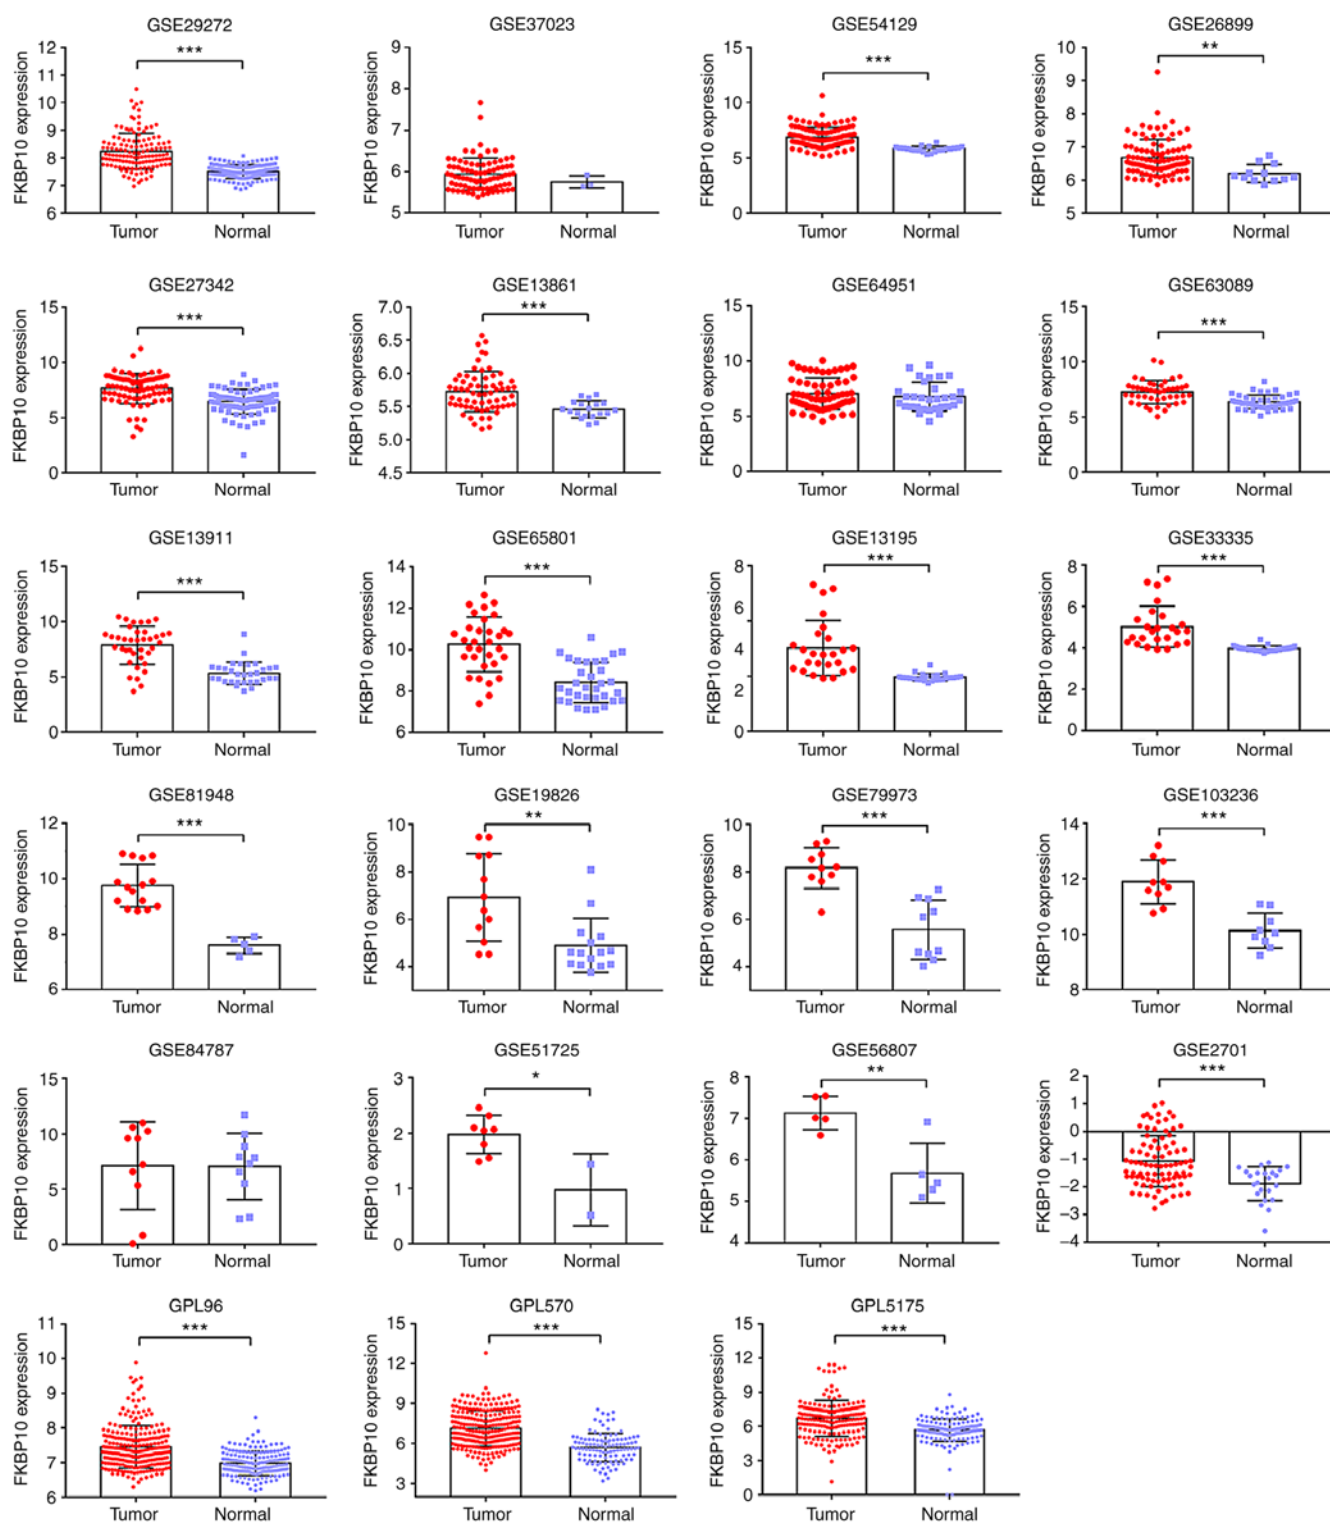 GSE29272
***
FKBP10 expression
12
11
10
9
8
7
6
Tumor
Normal
GSE37023
FKBP10 expression
9
8
7
6
5
Tumor
Normal
GSE54129
***
FKBP10 expression
15
10
5
0
Tumor
Normal
GSE26899
**
FKBP10 expression
10
9
8
7
6
5
Tumor
Normal
GSE27342
***
FKBP10 expression
15
10
5
0
Tumor
Normal
GSE13861
***
FKBP10 expression
7.0
6.5
6.0
5.5
5.0
4.5
Tumor
Normal
GSE64951
FKBP10 expression
15
10
5
0
Tumor
Normal
GSE63089
***
FKBP10 expression
15
10
5
0
Tumor
Normal
GSE13911
***
FKBP10 expression
15
10
5
0
Tumor
Normal
GSE65801
***
FKBP10 expression
14
12
10
8
6
Tumor
Normal
GSE13195
***
FKBP10 expression
8
6
4
2
0
Tumor
Normal
GSE33335
***
FKBP10 expression
8
6
4
4
0
Tumor
Normal
GSE81948
***
FKBP10 expression
12
10
8
6
Tumor
Normal
GSE19826
**
FKBP10 expression
10
8
6
4
Tumor
Normal
GSE79973
***
FKBP10 expression
10
8
6
4
Tumor
Normal
GSE103236
***
FKBP10 expression
14
12
10
8
Tumor
Normal
GSE84787
FKBP10 expression
15
10
5
0
Tumor
Normal
GSE51725
*
FKBP10 expression
3
2
1
0
Tumor
Normal
GSE56807
**
FKBP10 expression
8
7
6
5
4
Tumor
Normal
GSE2701
***
FKBP10 expression
2
1
0
−1
−2
−3
−4
Tumor
Normal
GPL96
***
FKBP10 expression
11
10
9
8
7
6
Tumor
Normal
GPL570
***
FKBP10 expression
15
12
9
6
3
Tumor
Normal
GPL5175
***
FKBP10 expression
15
12
9
6
3
0
Tumor
Normal